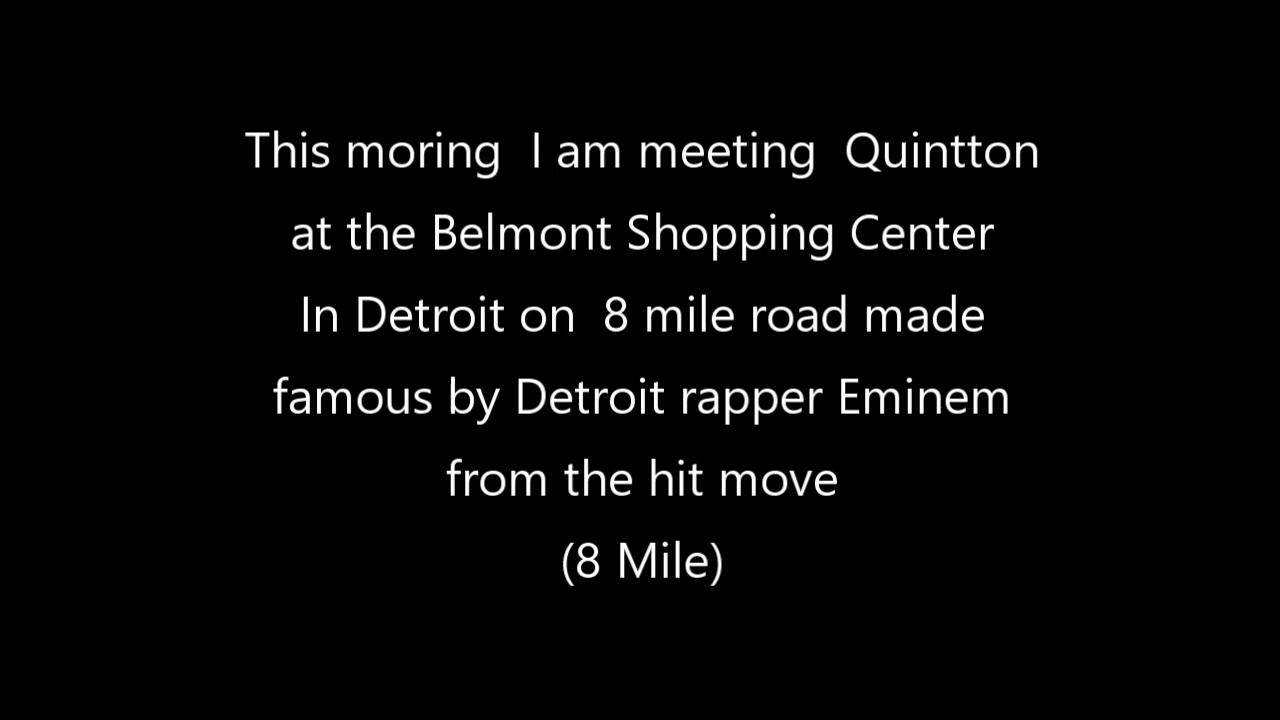 This moring  I am meeting  Quintton
at the Belmont Shopping Center
In Detroit on  8 mile road made
famous by Detroit rapper Eminem
from the hit move
(8 Mile)